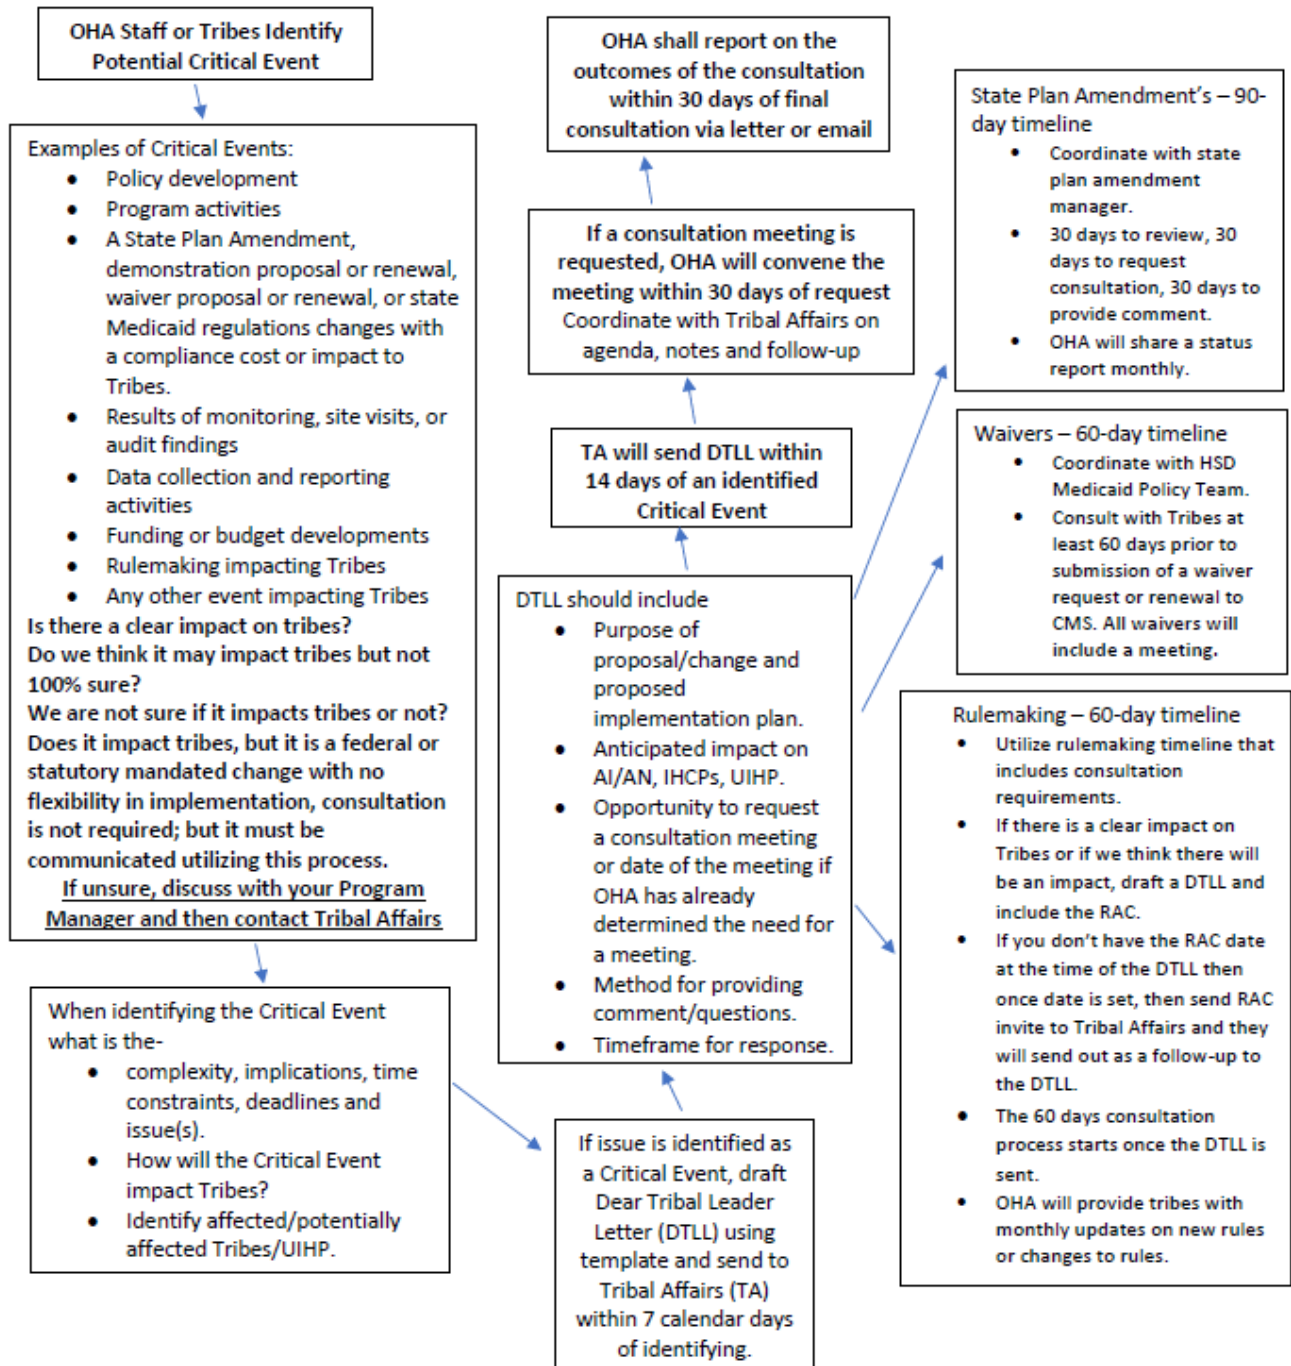 OHA Staff or Tribes Identify
Potential Critical Event
Examples of Critical Events:
• Policy development
• Program activities
• A State Plan Amendment,
demonstration proposal or renewal,
waiver proposal or renewal, or state
Medicaid regulations changes with
a compliance cost or impact to
Tribes.
• Results of monitoring, site visits, or
audit findings
• Data collection and reporting
activities
• Funding or budget developments
• Rulemaking impacting Tribes
• Any other event impacting Tribes
Is there a clear impact on tribes?
Do we think it may impact tribes but not
100% sure?
We are not sure if it impacts tribes or not?
Does it impact tribes, but it is a federal or
statutory mandated change with no
flexibility in implementation, consultation
is not required; but it must be
communicated utilizing this process.
If unsure, discuss with your Program
Manager and then contact Tribal Affairs
When identifying the Critical Event
what is the-
• complexity, implications, time
constraints, deadlines and
issue(s).
• How will the Critical Event
impact Tribes?
• Identify affected/potentially
affected Tribes/UIHP.
If issue is identified as
a Critical Event, draft
Dear Tribal Leader
Letter (DTLL) using
template and send to
Tribal Affairs (TA)
within 7 calendar days
of identifying.
DTLL should include
• Purpose of
proposal/change and
proposed
implementation plan.
• Anticipated impact on
AI/AN, IHCPs, UIHP.
• Opportunity to request
a consultation meeting
or date of the meeting if
OHA has already
determined the need for
a meeting.
• Method for providing
comment/questions.
• Timeframe for response.
TA will send DTLL within
14 days of an identified
Critical Event
If a consultation meeting is
requested, OHA will convene the
meeting within 30 days of request
Coordinate with Tribal Affairs on
agenda, notes and follow-up
OHA shall report on the
outcomes of the consultation
within 30 days of final
consultation via letter or email
State Plan Amendment's – 90-
day timeline
• Coordinate with state
plan amendment
manager.
• 30 days to review, 30
days to request
consultation, 30 days to
provide comment.
• OHA will share a status
report monthly.
Waivers – 60-day timeline
• Coordinate with HSD
Medicaid Policy Team.
• Consult with Tribes at
least 60 days prior to
submission of a waiver
request or renewal to
CMS. All waivers will
include a meeting.
Rulemaking – 60-day timeline
• Utilize rulemaking timeline that
includes consultation
requirements.
• If there is a clear impact on
Tribes or if we think there will
be an impact, draft a DTLL and
include the RAC.
• If you don't have the RAC date
at the time of the DTLL then
once date is set, then send RAC
invite to Tribal Affairs and they
will send out as a follow-up to
the DTLL.
• The 60 days consultation
process starts once the DTLL is
sent.
• OHA will provide tribes with
monthly updates on new rules
or changes to rules.